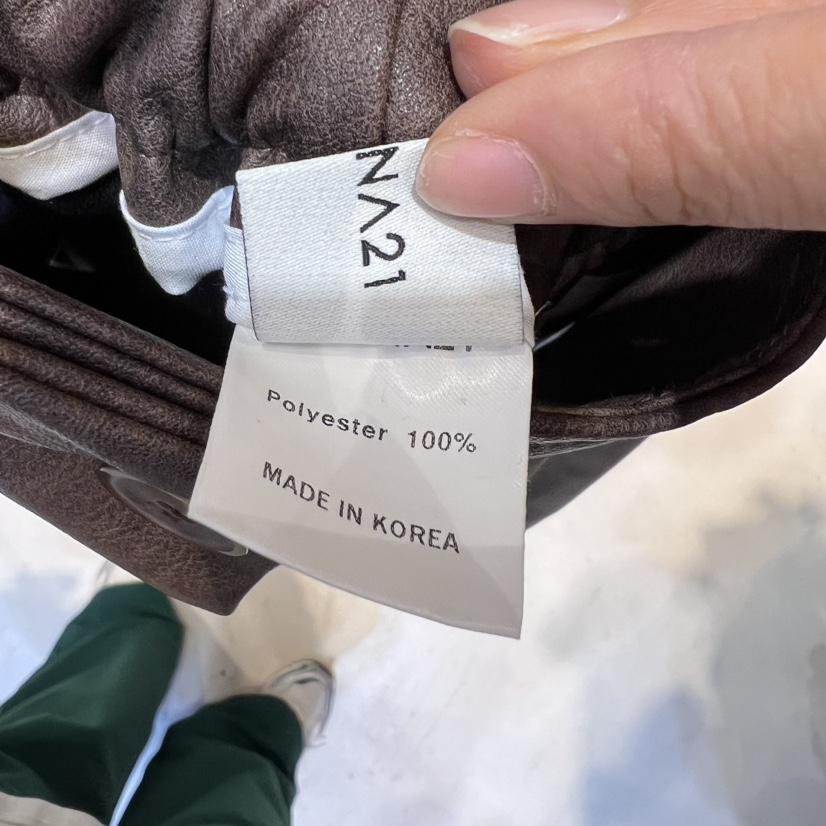 NΛ21
Polyester 100%
MADE IN KOREA